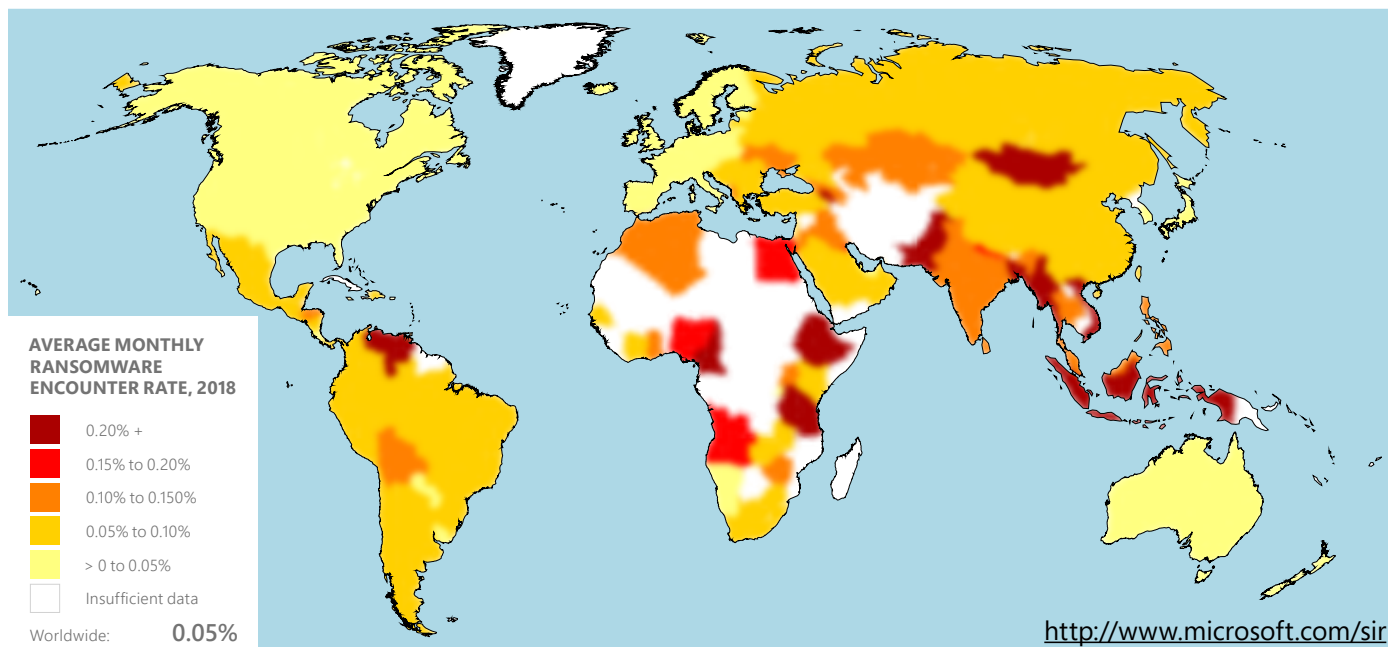 AVERAGE MONTHLY
RANSOMWARE
ENCOUNTER RATE, 2018
0.20% +
0.15% to 0.20%
0.10% to 0.150%
0.05% to 0.10%
> 0 to 0.05%
Insufficient data
Worldwide: 0.05%
http://www.microsoft.com/sir